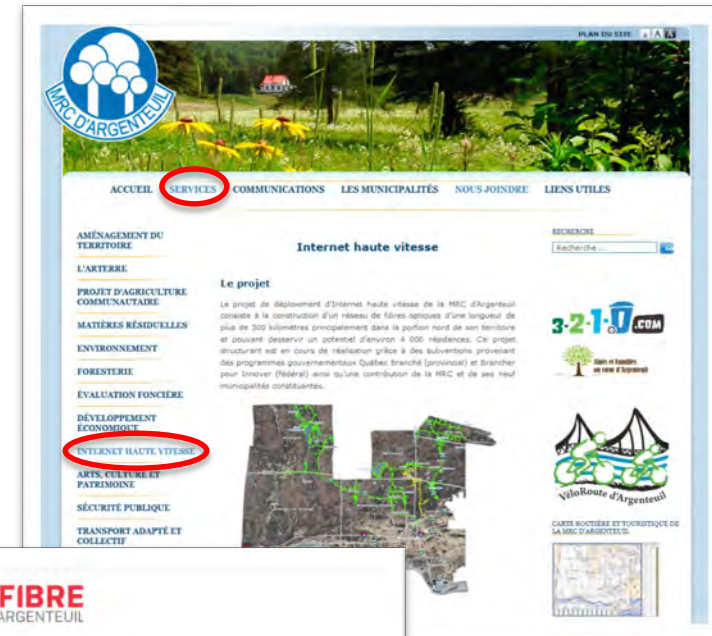 PLAN DU SITE A A A
MRC D'ARGENTEUIL
ACCUEIL SERVICES COMMUNICATIONS LES MUNICIPALITÉS NOUS JOINDRE LIENS UTILES
AMÉNAGEMENT DU
TERRITOIRE
L'ARTERRE
PROJET D'AGRICULTURE
COMMUNAUTAIRE
MATIÈRES RÉSIDUELLES
ENVIRONNEMENT
FORESTERIE
ÉVALUATION FONCIÈRE
DÉVELOPPEMENT
ÉCONOMIQUE
INTERNET HAUTE VITESSE
ARTS, CULTURE ET
PATRIMOINE
SÉCURITÉ PUBLIQUE
TRANSPORT ADAPTÉ ET
COLLECTIF
Internet haute vitesse
Le projet
Le projet de déploiement d'Internet haute vitesse de la MRC d'Argenteuil
consiste à la construction d'un réseau de fibres optiques d'une longueur de
plus de 300 kilomètres principalement dans la portion nord de son territoire
et pouvant desservir un potentiel d'environ 4 000 résidences. Ce projet
structurant est en cours de réalisation grâce à des subventions provenant
des programmes gouvernementaux Québec branché (provincial) et Brancher
pour Innover (fédéral) ainsi qu'une contribution de la MRC et de ses neuf
municipalités constituantes.
RECHERCHE
Recherche ...
3-2-1-0.COM
Aînés et Familles
au cœur d'Argenteuil
VéloRoute d'Argenteuil
CARTE ROUTIÈRE ET TOURISTIQUE DE
LA MRC D'ARGENTEUIL
FIBRE
ARGENTEUIL